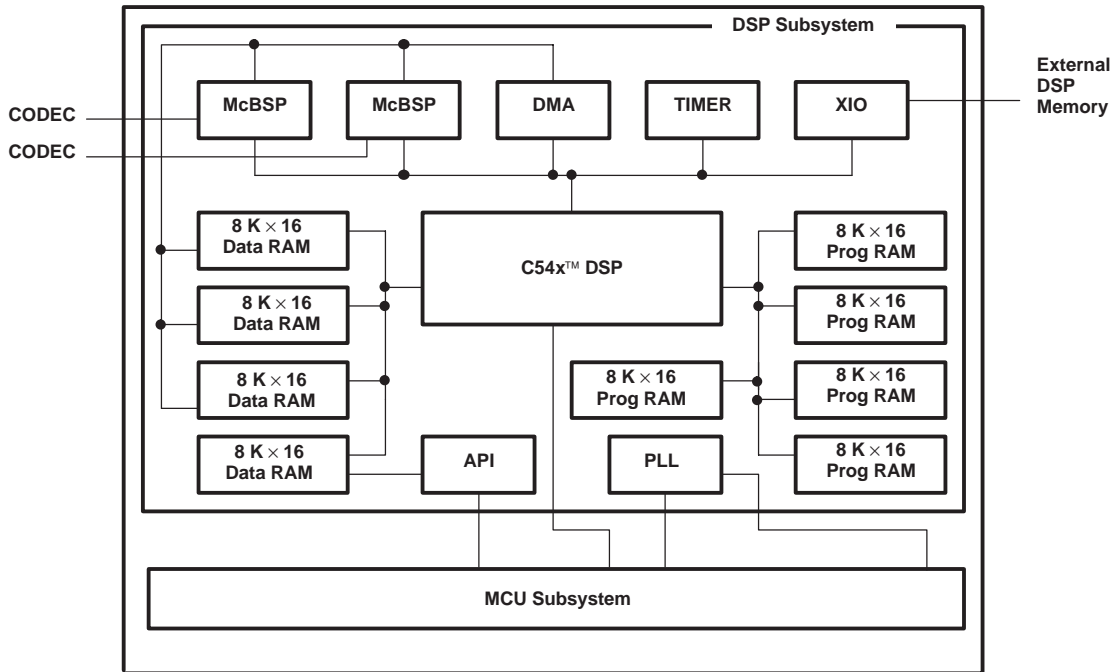 DSP Subsystem
External
DSP
Memory
McBSP
McBSP
DMA
TIMER
XIO
CODEC
CODEC
8 K × 16
Data RAM
C54x™ DSP
8 K × 16
Prog RAM
8 K × 16
Data RAM
8 K × 16
Prog RAM
8 K × 16
Data RAM
8 K × 16
Prog RAM
8 K × 16
Prog RAM
8 K × 16
Data RAM
API
PLL
8 K × 16
Prog RAM
MCU Subsystem